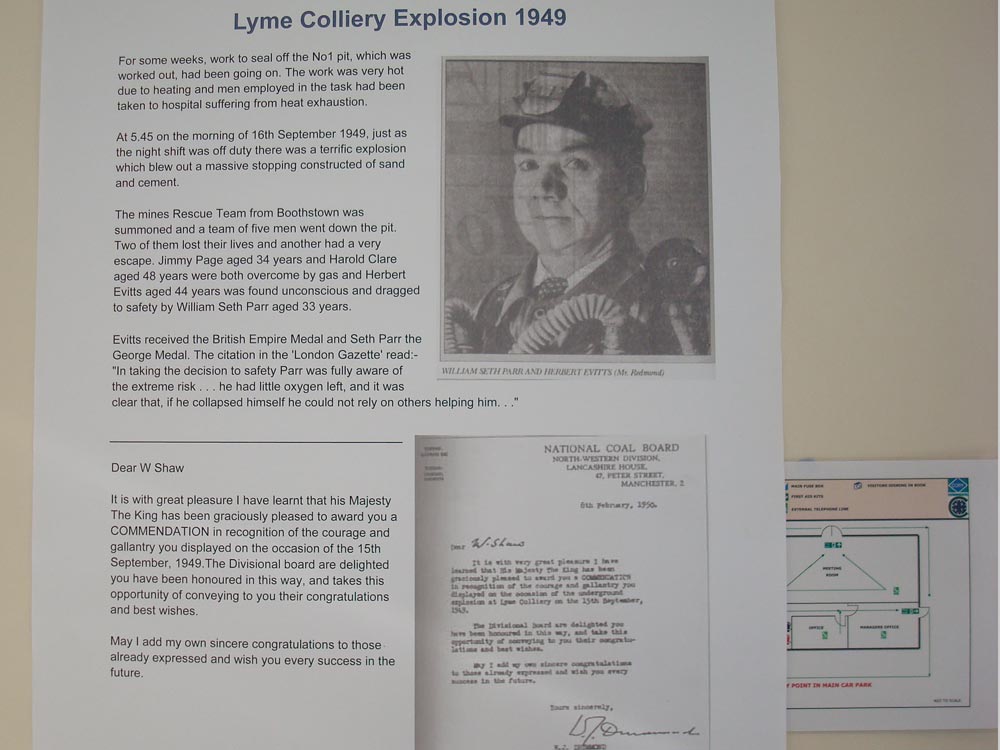 Lyme Colliery Explosion 1949
For some weeks, work to seal off the No1 pit, which was
worked out, had been going on. The work was very hot
due to heating and men employed in the task had been
taken to hospital suffering from heat exhaustion.
At 5.45 on the morning of 16th September 1949, just as
the night shift was off duty there was a terrific explosion
which blew out a massive stopping constructed of sand
and cement.
The mines Rescue Team from Boothstown was
summoned and a team of five men went down the pit.
Two of them lost their lives and another had a very
escape. Jimmy Page aged 34 years and Harold Clare
aged 48 years were both overcome by gas and Herbert
Evitts aged 44 years was found unconscious and dragged
to safety by William Seth Parr aged 33 years.
Evitts received the British Empire Medal and Seth Parr the
George Medal. The citation in the 'London Gazette' read:-
"In taking the decision to safety Parr was fully aware of
the extreme risk . . . he had little oxygen left, and it was
clear that, if he collapsed himself he could not rely on others helping him. . ."
WILLIAM SETH PARR AND HERBERT EVITTS (Mr. Redmond)
Dear W Shaw
It is with great pleasure I have learnt that his Majesty
The King has been graciously pleased to award you a
COMMENDATION in recognition of the courage and
gallantry you displayed on the occasion of the 15th
September, 1949.The Divisional board are delighted
you have been honoured in this way, and takes this
opportunity of conveying to you their congratulations
and best wishes.
May I add my own sincere congratulations to those
already expressed and wish you every success in the
future.
NATIONAL COAL BOARD
NORTH-WESTERN DIVISION,
LANCASHIRE HOUSE,
47, PETER STREET,
MANCHESTER, 2
6th February, 1950.
Dear W. Shaw
It is with very great pleasure I have
learned that His Majesty The King has been
graciously pleased to award you a COMMENDATION
in recognition of the courage and gallantry you
displayed on the occasion of the underground
explosion at Lyme Colliery on the 15th September,
1949.
The Divisional Board are delighted you
have been honoured in this way, and take this
opportunity of conveying to you their congratu-
lations and best wishes.
May I add my own sincere congratulations
to those already expressed and wish you every
success in the future.
Yours sincerely,
MAIN FUSE BOX
VISITORS SIGNING IN BOOK
FIRST AID KITS
EXTERNAL TELEPHONE LINE
MEETING
ROOM
OFFICE
MANAGERS OFFICE
POINT IN MAIN CAR PARK
NOT TO SCALE